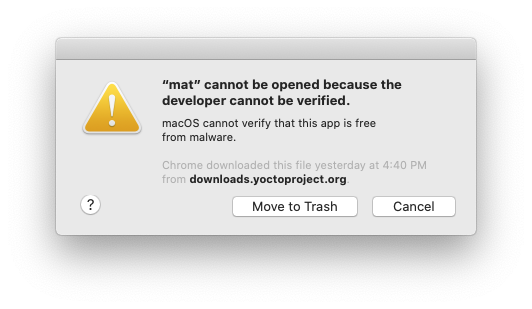 “mat” cannot be opened because the
developer cannot be verified.
macOS cannot verify that this app is free
from malware.
Chrome downloaded this file yesterday at 4:40 PM
from downloads.yoctoproject.org.
?
Move to Trash
Cancel